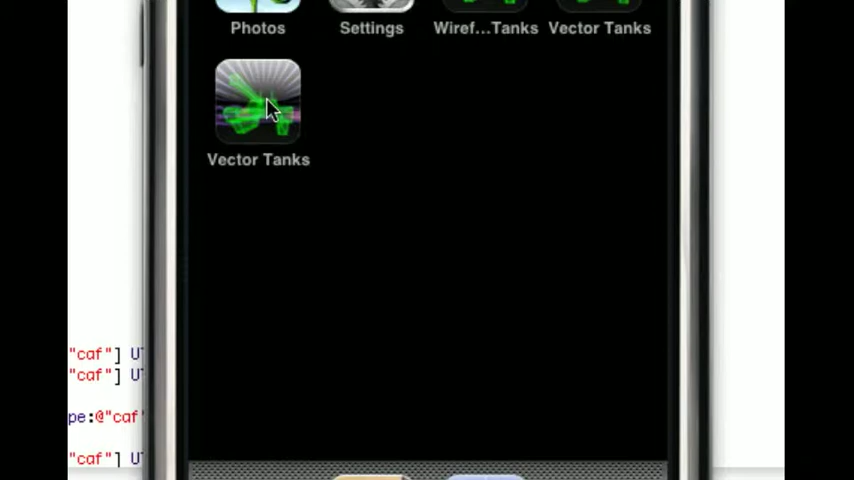 Photos Settings Wiref...Tanks Vector Tanks
Vector Tanks
"caf"] U
"caf"] U
pe:@"caf"
"caf"] U